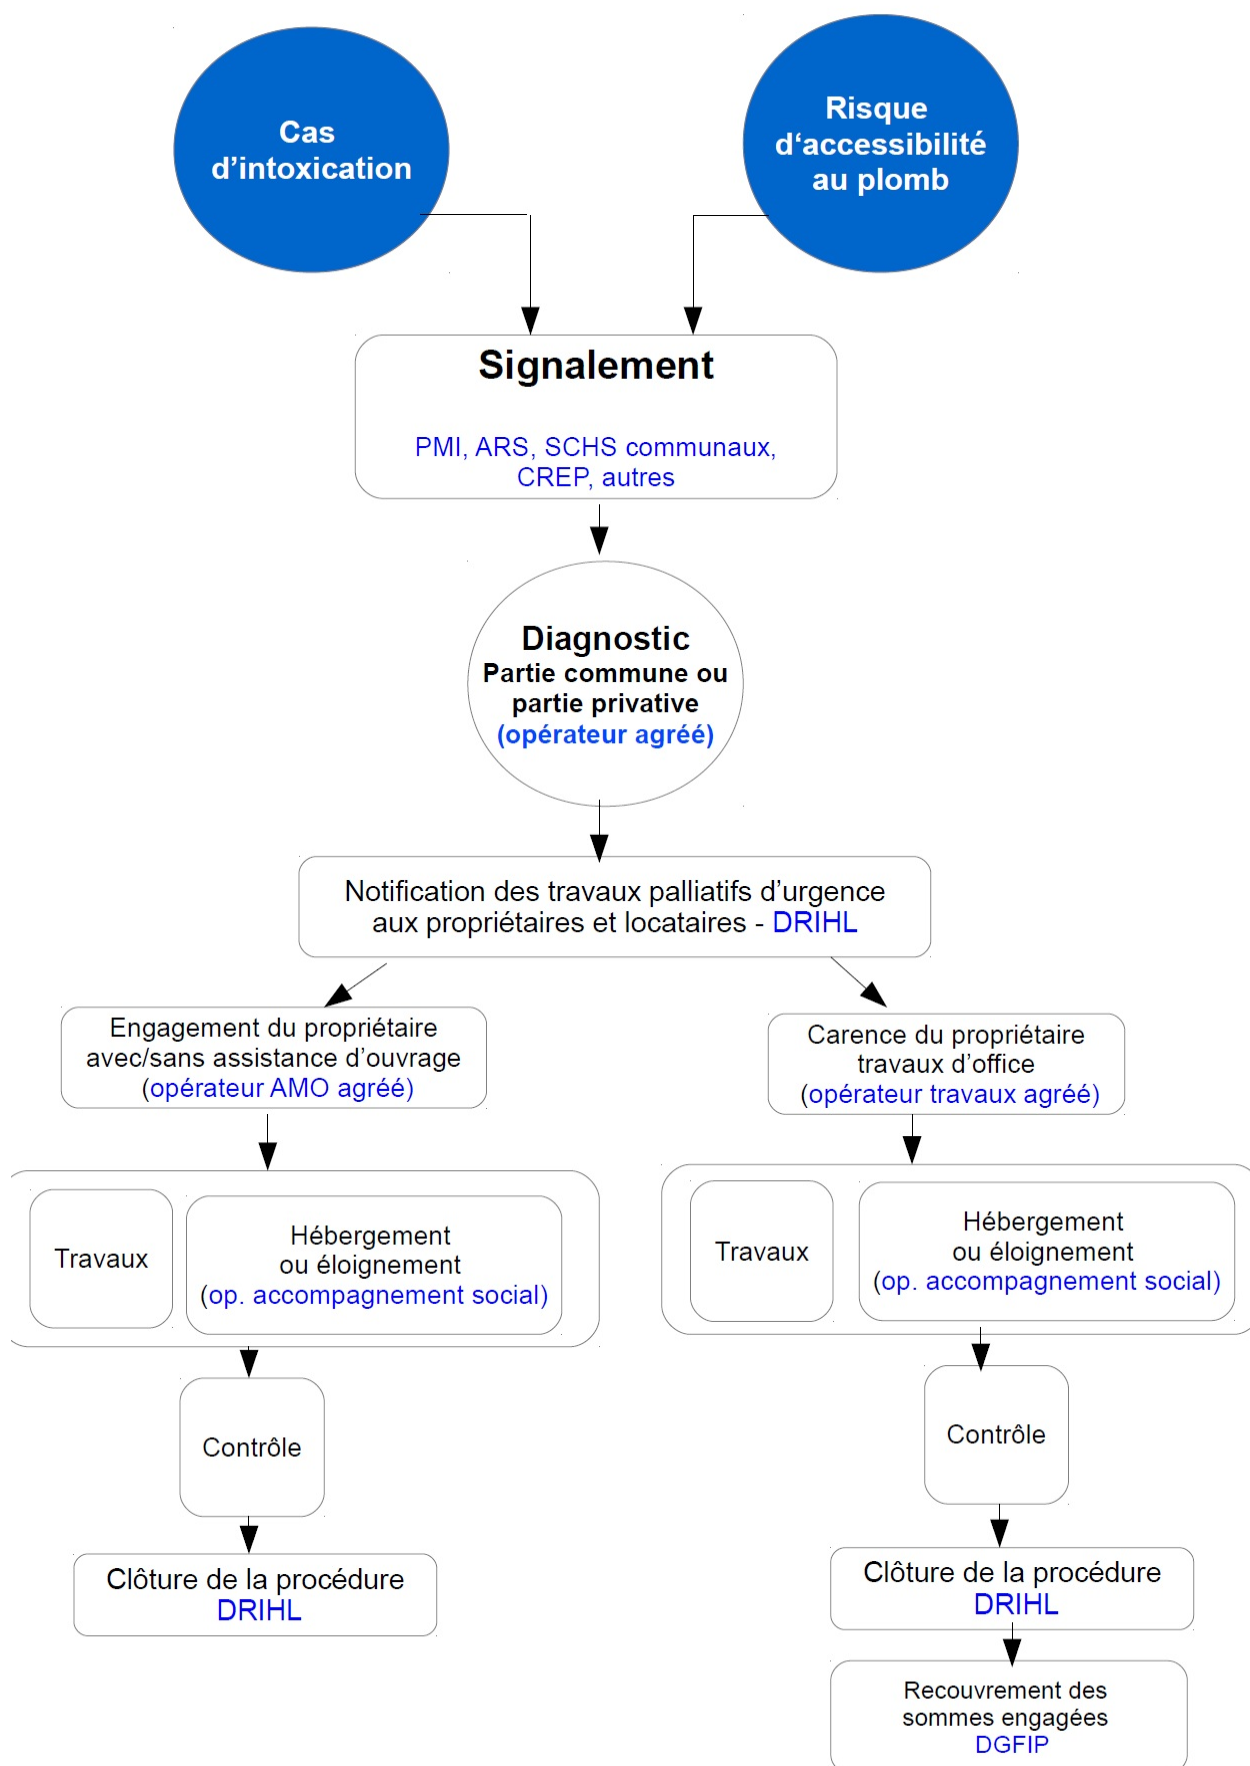 Cas
d’intoxication
Risque
d‘accessibilité
au plomb
Signalement
PMI, ARS, SCHS communaux,
CREP, autres
Diagnostic
Partie commune ou
partie privative
(opérateur agréé)
Notification des travaux palliatifs d’urgence
aux propriétaires et locataires - DRIHL
Engagement du propriétaire
avec/sans assistance d’ouvrage
(opérateur AMO agréé)
Carence du propriétaire
travaux d’office
(opérateur travaux agréé)
Travaux
Hébergement
ou éloignement
(op. accompagnement social)
Travaux
Hébergement
ou éloignement
(op. accompagnement social)
Contrôle
Contrôle
Clôture de la procédure
DRIHL
Clôture de la procédure
DRIHL
Recouvrement des
sommes engagées
DGFIP